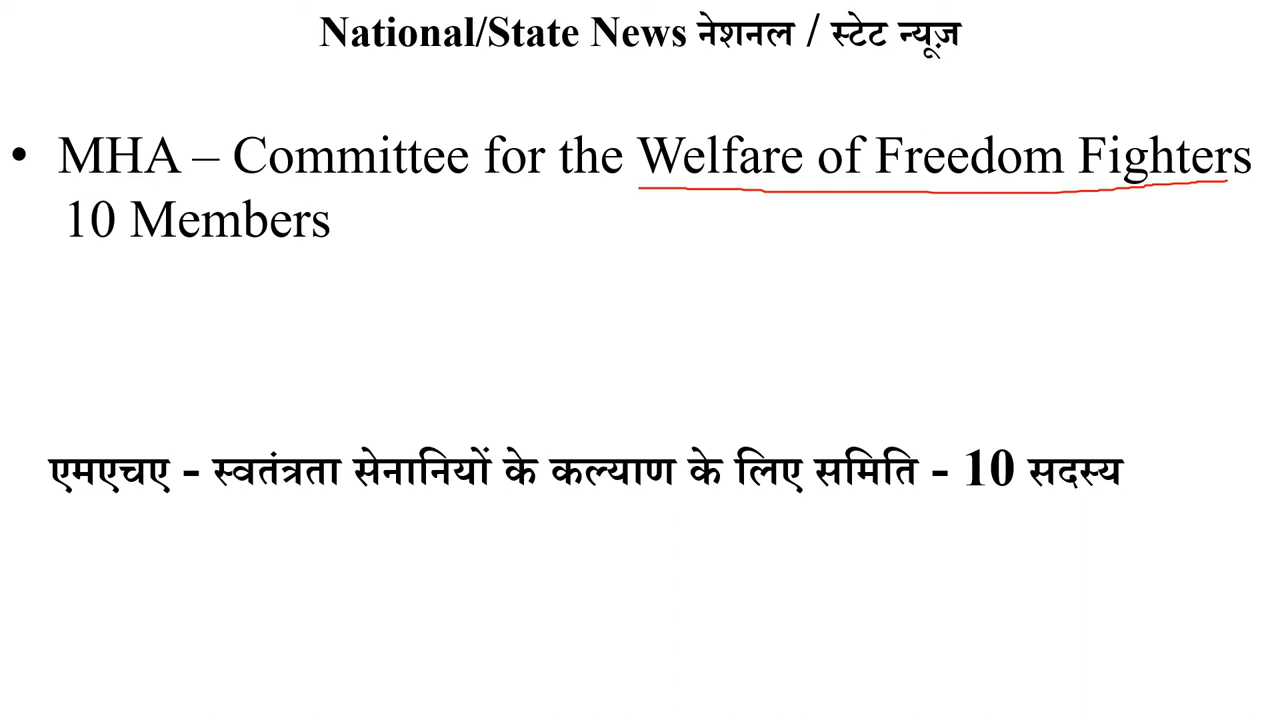 National/State News नेशनल / स्टेट न्यूज़
• MHA – Committee for the Welfare of Freedom Fighters
10 Members
एमएचए - स्वतंत्रता सेनानियों के कल्याण के लिए समिति - 10 सदस्य